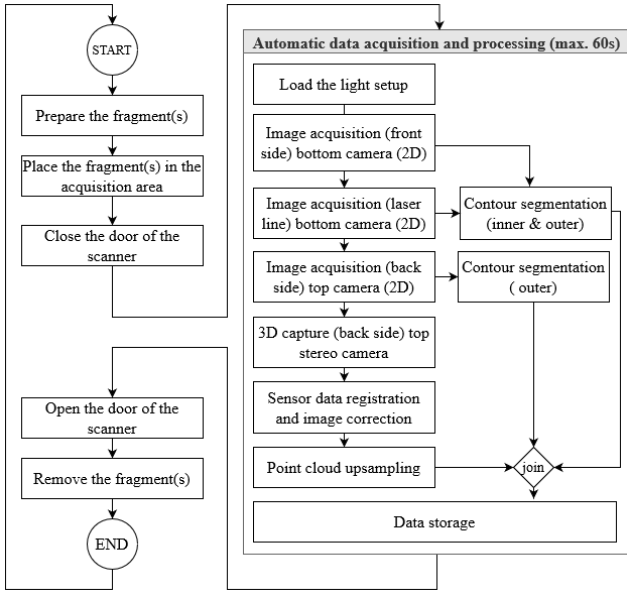 START
Prepare the fragment(s)
Place the fragment(s) in the
acquisition area
Close the door of the
scanner
Automatic data acquisition and processing (max. 60s)
Load the light setup
Image acquisition (front
side) bottom camera (2D)
Image acquisition (laser
line) bottom camera (2D)
Contour segmentation
(inner & outer)
Image acquisition (back
side) top camera (2D)
Contour segmentation
( outer)
3D capture (back side) top
stereo camera
Sensor data registration
and image correction
Point cloud upsampling
join
Data storage
Open the door of the
scanner
Remove the fragment(s)
END